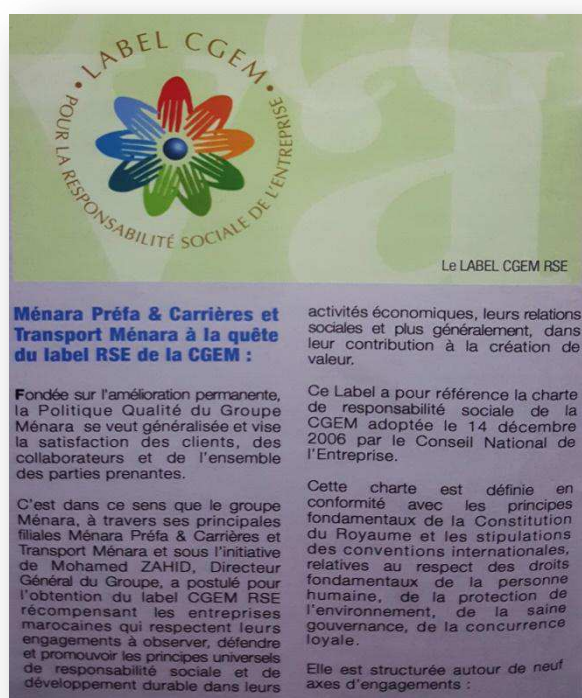 LABEL CGEM
POUR LA RESPONSABILITÉ SOCIALE DE L'ENTREPRISE
Le LABEL CGEM RSE
Ménara Préfa & Carrières et
Transport Ménara à la quête
du label RSE de la CGEM :
Fondée sur l'amélioration permanente,
la Politique Qualité du Groupe
Ménara se veut généralisée et vise
la satisfaction des clients, des
collaborateurs et de l'ensemble
des parties prenantes.
C'est dans ce sens que le groupe
Ménara, à travers ses principales
filiales Ménara Préfa & Carrières et
Transport Ménara et sous l'initiative
de Mohamed ZAHID, Directeur
Général du Groupe, a postulé pour
l'obtention du label CGEM RSE
récompensant les entreprises
marocaines qui respectent leurs
engagements à observer, défendre
et promouvoir les principes universels
de responsabilité sociale et de
développement durable dans leurs
activités économiques, leurs relations
sociales et plus généralement, dans
leur contribution à la création de
valeur.
Ce Label a pour référence la charte
de responsabilité sociale de la
CGEM adoptée le 14 décembre
2006 par le Conseil National de
l'Entreprise.
Cette charte est définie en
conformité avec les principes
fondamentaux de la Constitution
du Royaume et les stipulations
des conventions internationales,
relatives au respect des droits
fondamentaux de la personne
humaine, de la protection de
l'environnement, de la saine
gouvernance, de la concurrence
loyale.
Elle est structurée autour de neuf
axes d'engagements :